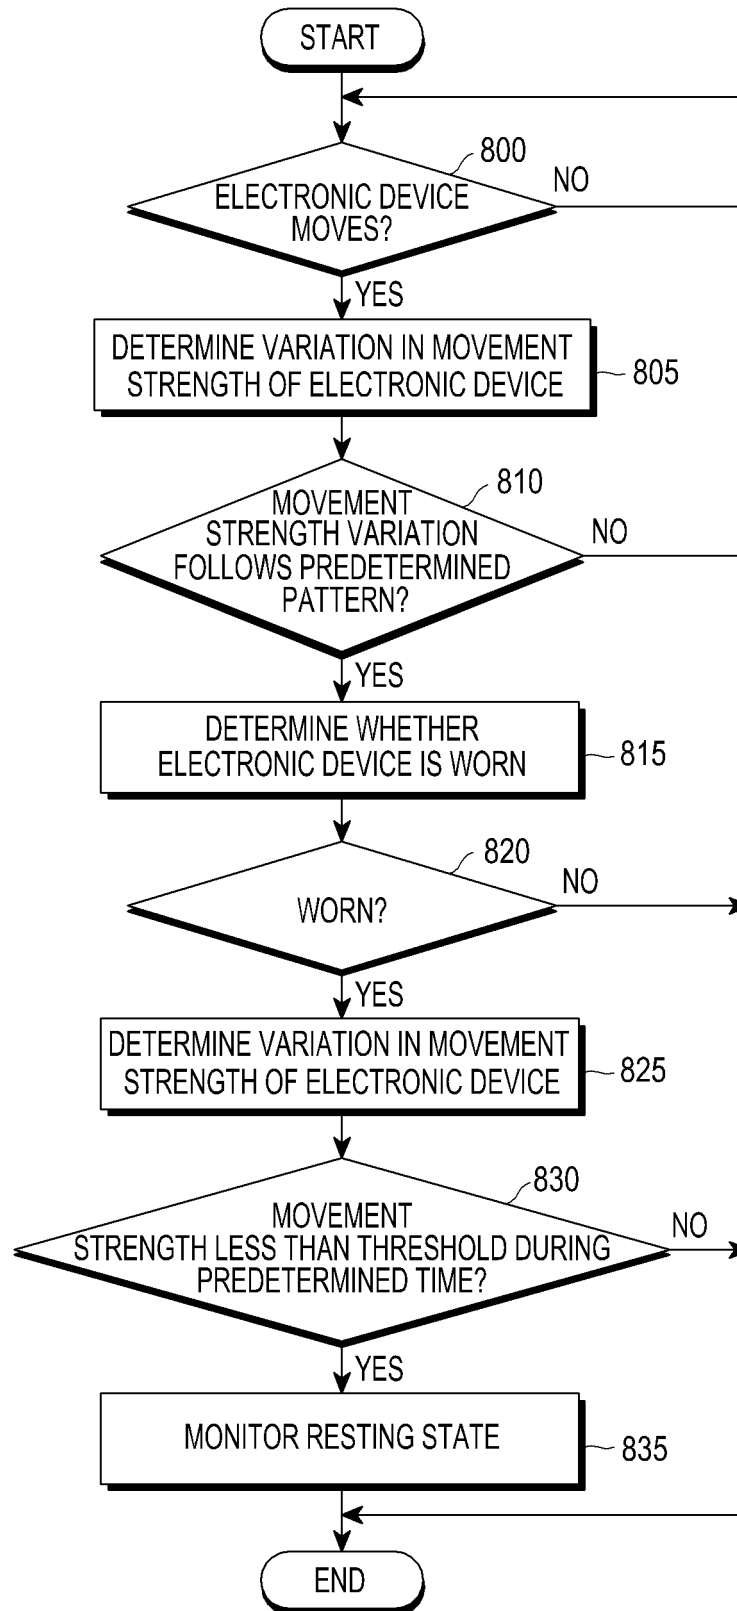 START
800
ELECTRONIC DEVICE
MOVES?
NO
YES
DETERMINE VARIATION IN MOVEMENT
STRENGTH OF ELECTRONIC DEVICE
805
810
MOVEMENT
STRENGTH VARIATION
FOLLOWS PREDETERMINED
PATTERN?
NO
YES
DETERMINE WHETHER
ELECTRONIC DEVICE IS WORN
815
820
WORN?
NO
YES
DETERMINE VARIATION IN MOVEMENT
STRENGTH OF ELECTRONIC DEVICE
825
830
MOVEMENT
STRENGTH LESS THAN THRESHOLD DURING
PREDETERMINED TIME?
NO
YES
MONITOR RESTING STATE
835
END